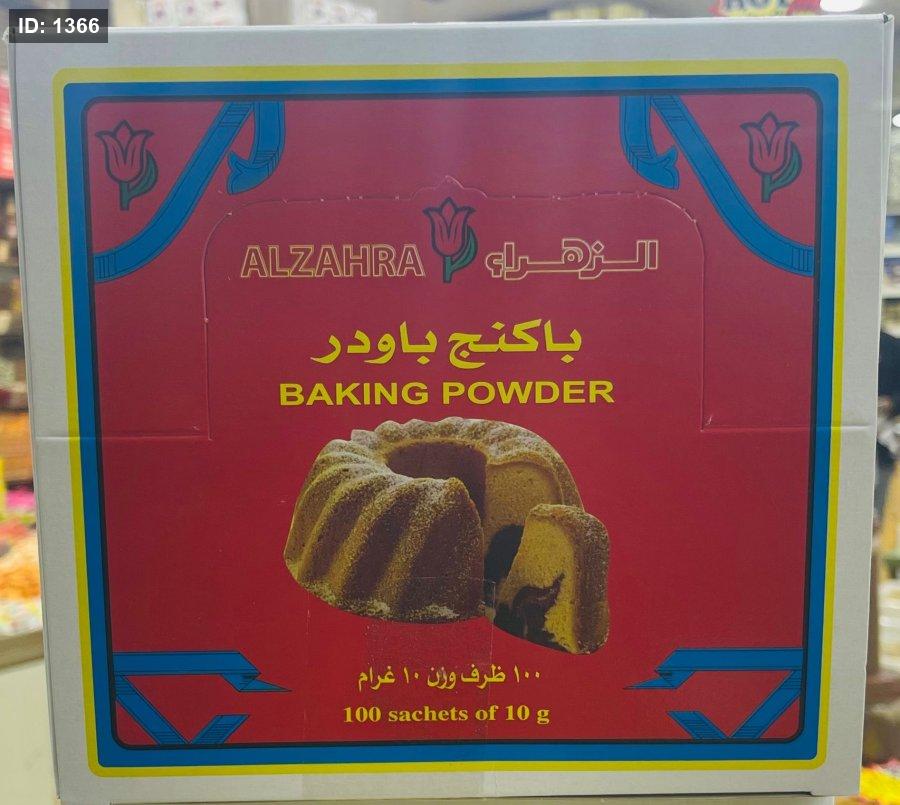 ID: 1366
ALZAHRA الزهراء
باكنج باودر
BAKING POWDER
١٠٠ ظرف وزن ١٠ غرام
100 sachets of 10 g